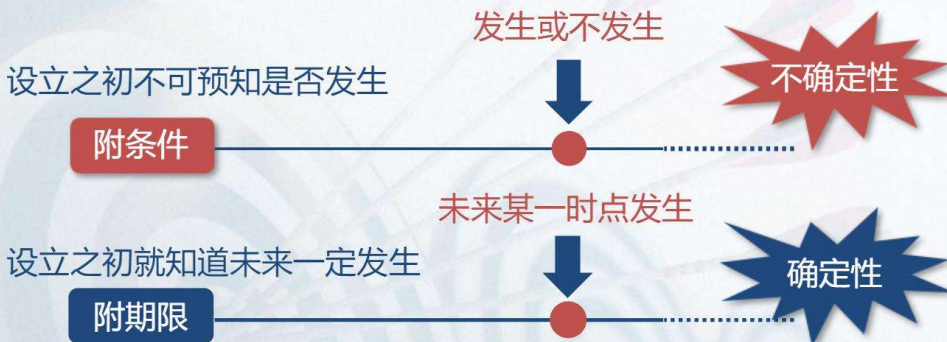 发生或不发生
不确定性
设立之初不可预知是否发生
附条件
未来某一时点发生
设立之初就知道未来一定发生
确定性
附期限